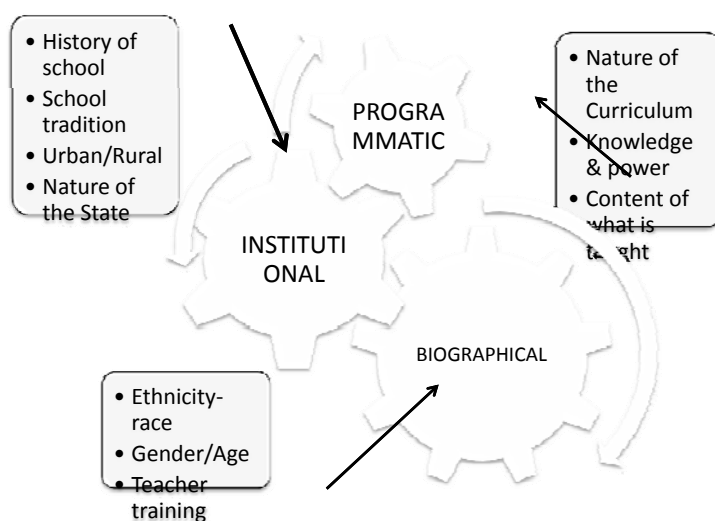 • History of
school
• School
tradition
• Urban/Rural
• Nature of
the State
PROGRA
MMATIC
• Nature of
the
Curriculum
• Knowledge
& power
• Content of
what is
taught
INSTITUTI
ONAL
BIOGRAPHICAL
• Ethnicity-
race
• Gender/Age
• Teacher
training